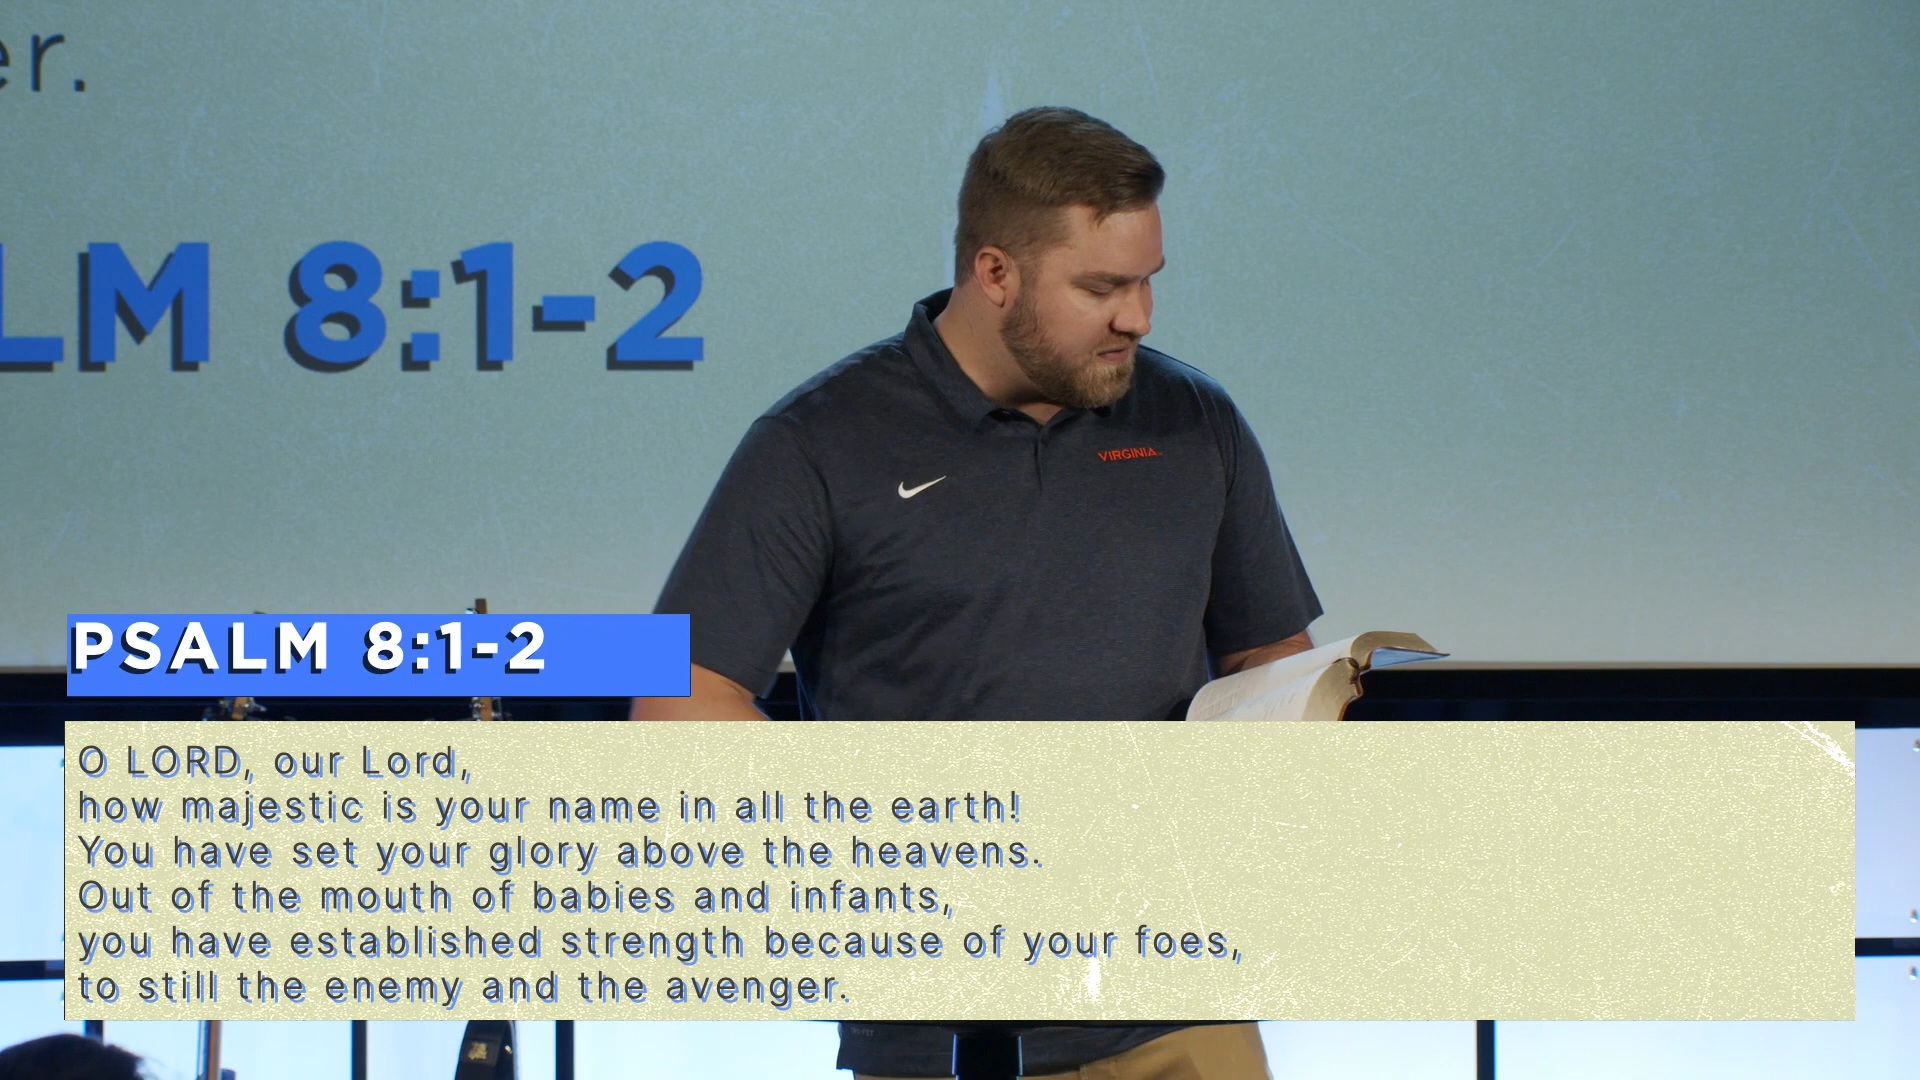 er.
LM 8:1-2
VIRGINIA
PSALM 8:1-2
O LORD, our Lord,
how majestic is your name in all the earth!
You have set your glory above the heavens.
Out of the mouth of babies and infants,
you have established strength because of your foes,
to still the enemy and the avenger.